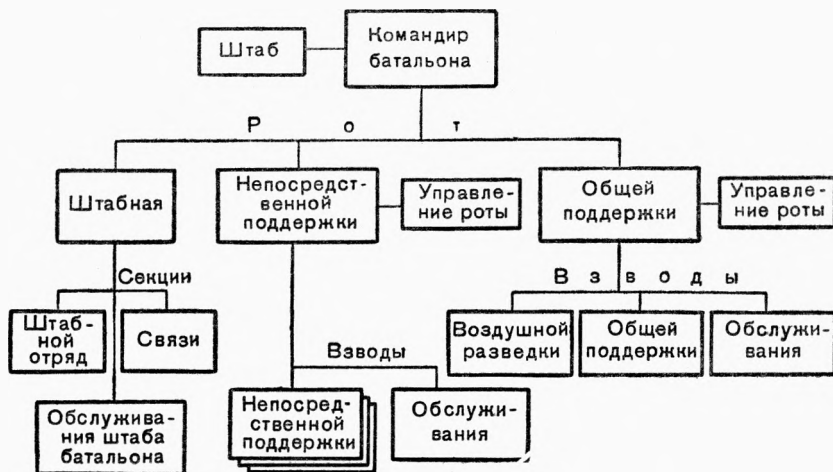 Штаб
Командир
батальона
Р о т
Штабная
Непосредст-
венной
поддержки
Управле-
ние роты
Общей
поддержки
Управле-
ние роты
Секции
Штаб-
ной
отряд
Связи
Обслужива-
ния штаба
батальона
Взводы
Непосред-
ственной
поддержки
Обслужи-
вания
В з в о д ы
Воздушной
разведки
Общей
поддержки
Обслужи-
вания